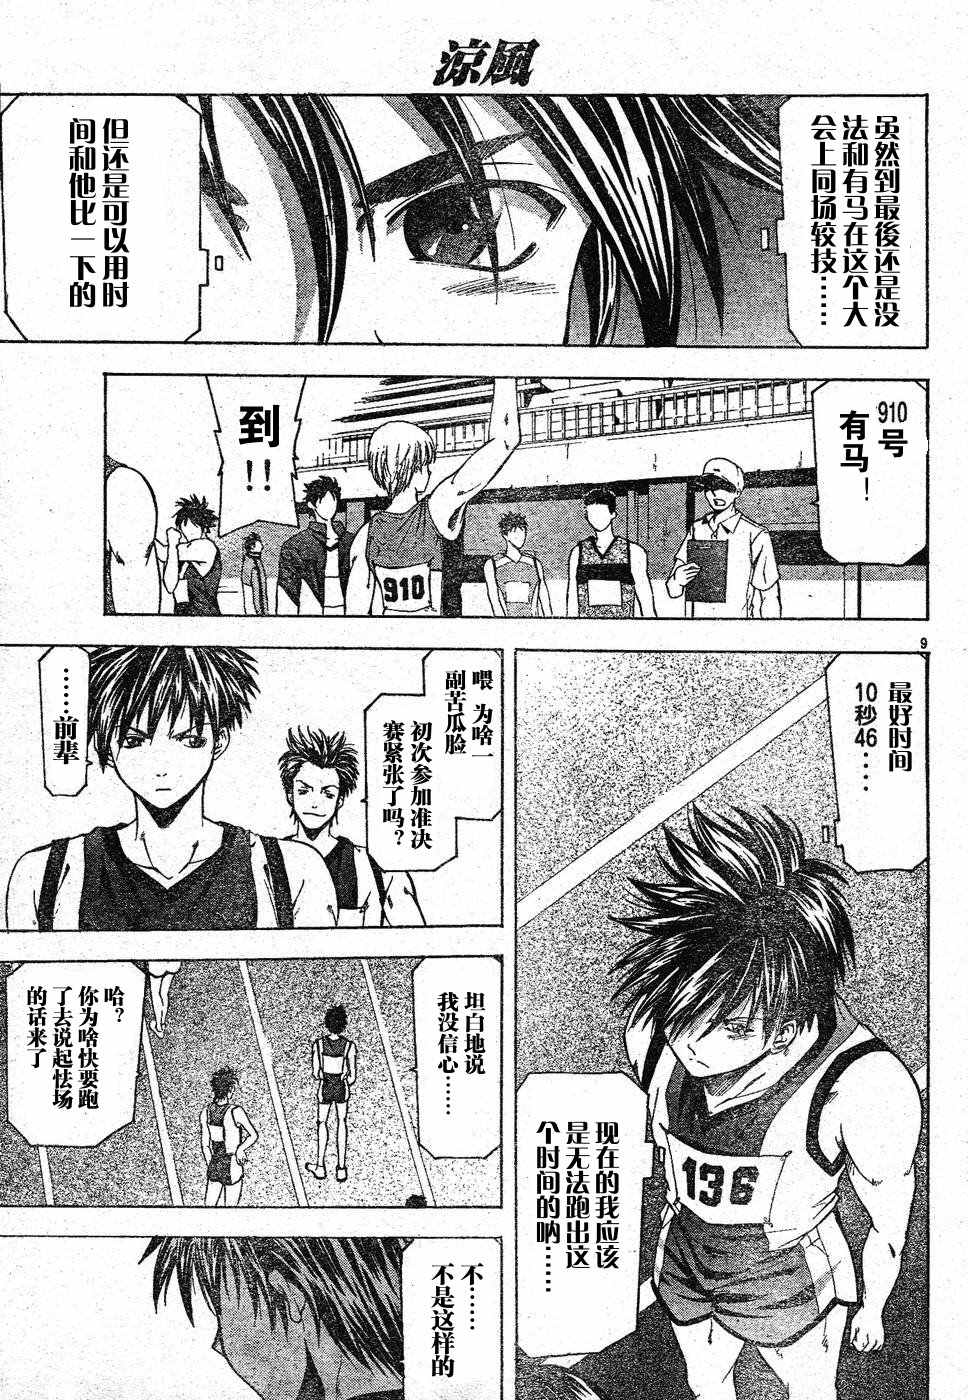 涼風
虽然到最後还是没
法和有马在这个大
会上同场较技……
但还是可以用时
间和他比一下的
910
号
有马！
到!!
910
9
最好时间
10秒46....
136
现在的我应该
是无法跑出这
个时间的呐……
喂 为啥一
副苦瓜脸
初次参加准决
赛紧张了吗?
……前辈
坦白地说
我没信心……
哈?
你为啥快要跑
了去说起怯场
的话来了
不……
不是这样的